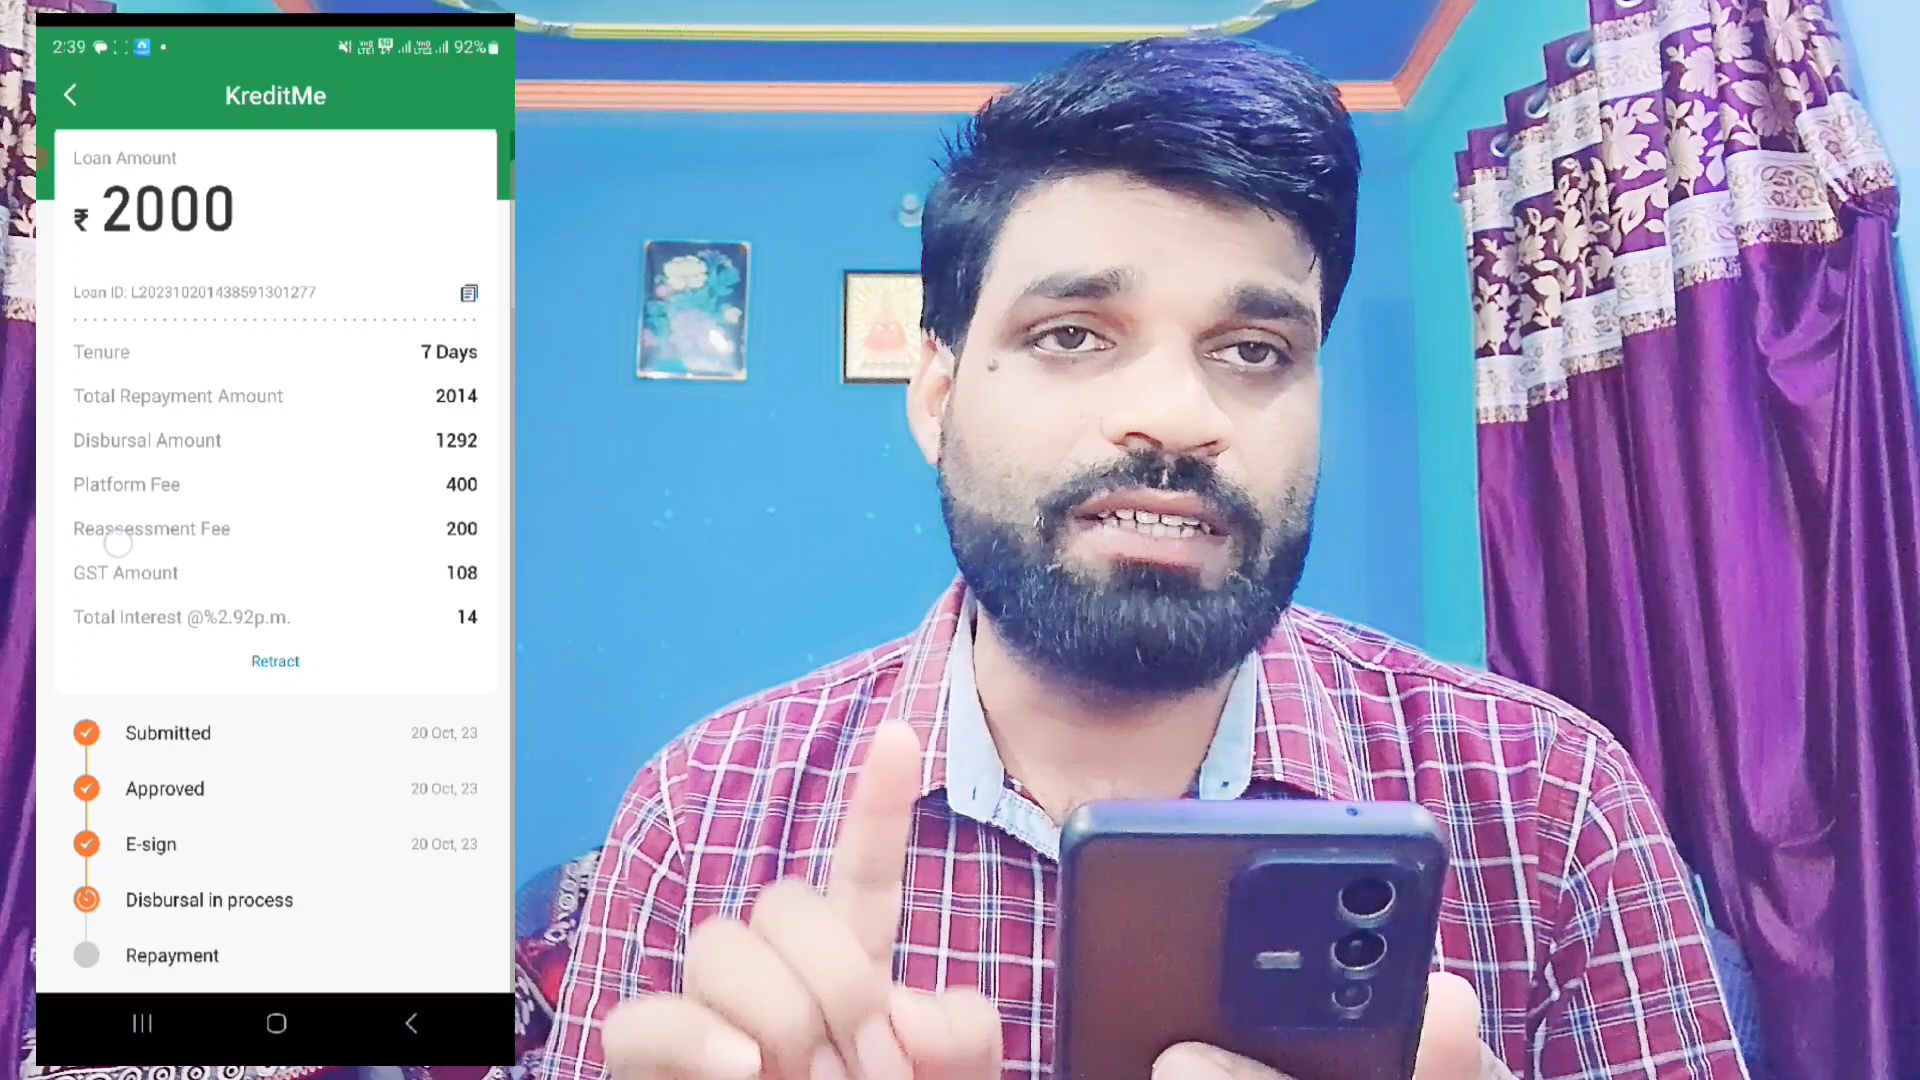 2:39 92%
KreditMe
Loan Amount
₹ 2000
Loan ID: L202310201438591301277
Tenure 7 Days
Total Repayment Amount 2014
Disbursal Amount 1292
Platform Fee 400
Reassessment Fee 200
GST Amount 108
Total Interest @%2.92p.m. 14
Retract
Submitted 20 Oct, 23
Approved 20 Oct, 23
E-sign 20 Oct, 23
Disbursal in process
Repayment